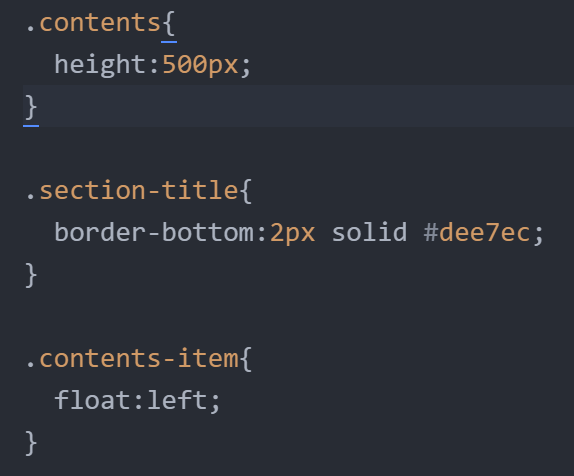 .contents{
  height:500px;
}
.section-title{
  border-bottom:2px solid #dee7ec;
}
.contents-item{
  float:left;
}